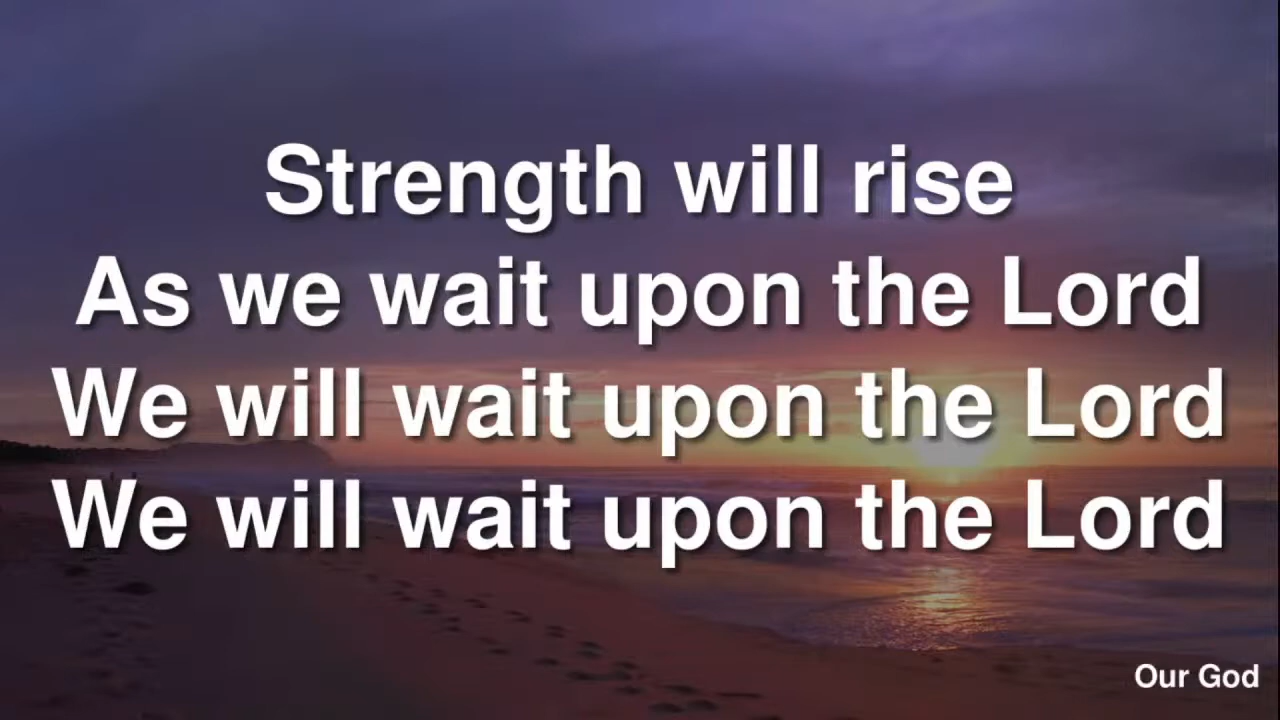 Strength will rise
As we wait upon the Lord
We will wait upon the Lord
We will wait upon the Lord
Our God